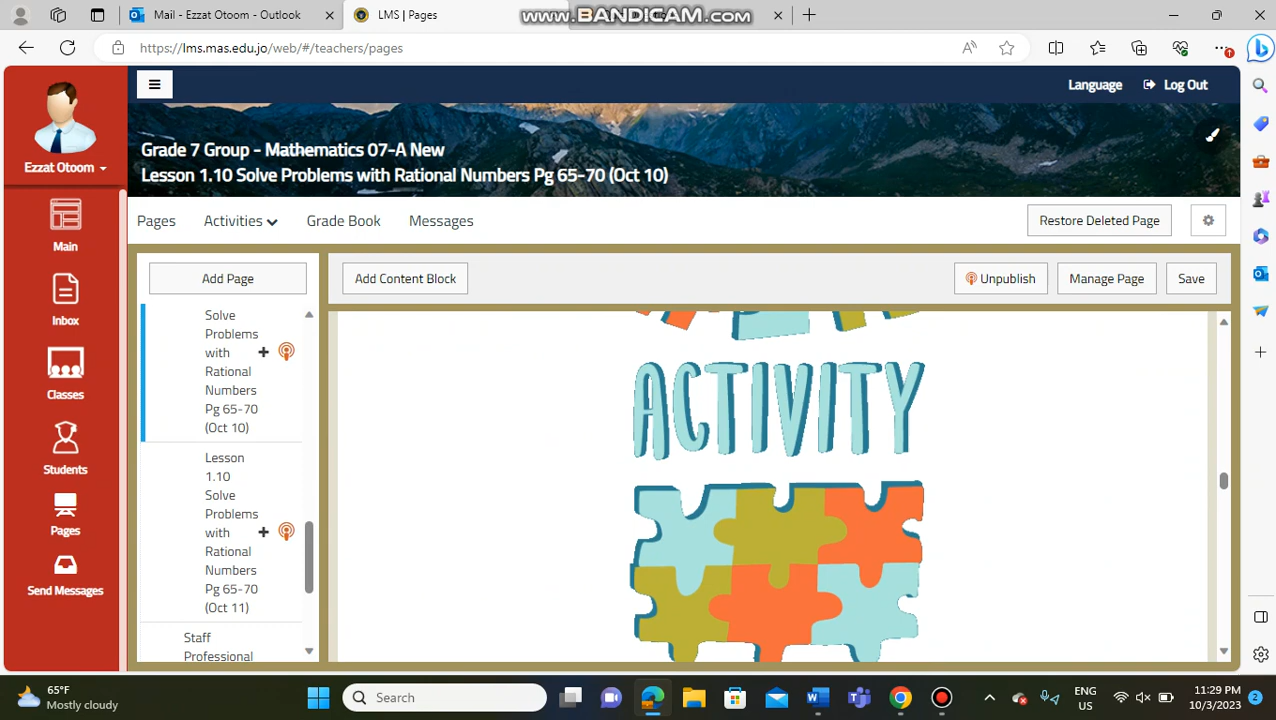 Mail - Ezzat Otoom - Outlook
LMS | Pages
www.BANDICAM.com
https://lms.mas.edu.jo/web/#/teachers/pages
Language
Log Out
Ezzat Otoom
Grade 7 Group - Mathematics 07-A New
Lesson 1.10 Solve Problems with Rational Numbers Pg 65-70 (Oct 10)
Pages
Activities
Grade Book
Messages
Restore Deleted Page
Main
Inbox
Classes
Students
Pages
Send Messages
Add Page
Add Content Block
Unpublish
Manage Page
Save
Solve
Problems
with
Rational
Numbers
Pg 65-70
(Oct 10)
Lesson
1.10
Solve
Problems
with
Rational
Numbers
Pg 65-70
(Oct 11)
Staff
Professional
ACTIVITY
65°F
Mostly cloudy
Search
ENG
US
11:29 PM
10/3/2023
2